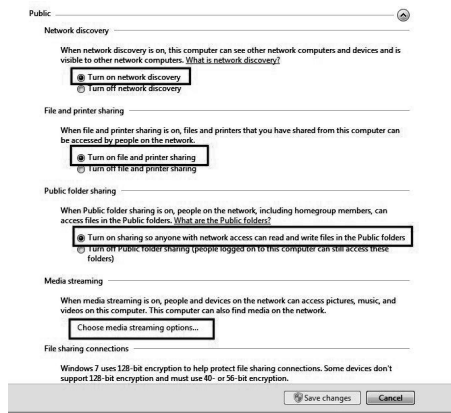 Public
Network discovery
When network discovery is on, this computer can see other network computers and devices and is
visible to other network computers. What is network discovery?
Turn on network discovery
Turn off network discovery
File and printer sharing
When file and printer sharing is on, files and printers that you have shared from this computer can
be accessed by people on the network.
Turn on file and printer sharing
Turn off file and printer sharing
Public folder sharing
When Public folder sharing is on, people on the network, including homegroup members, can
access files in the Public folders. What are the Public folders?
Turn on sharing so anyone with network access can read and write files in the Public folders
Turn off Public folder sharing (people logged on to this computer can still access these
folders)
Media streaming
When media streaming is on, people and devices on the network can access pictures, music, and
videos on this computer. This computer can also find media on the network.
Choose media streaming options...
File sharing connections
Windows 7 uses 128-bit encryption to help protect file sharing connections. Some devices don't
support 128-bit encryption and must use 40- or 56-bit encryption.
Save changes Cancel